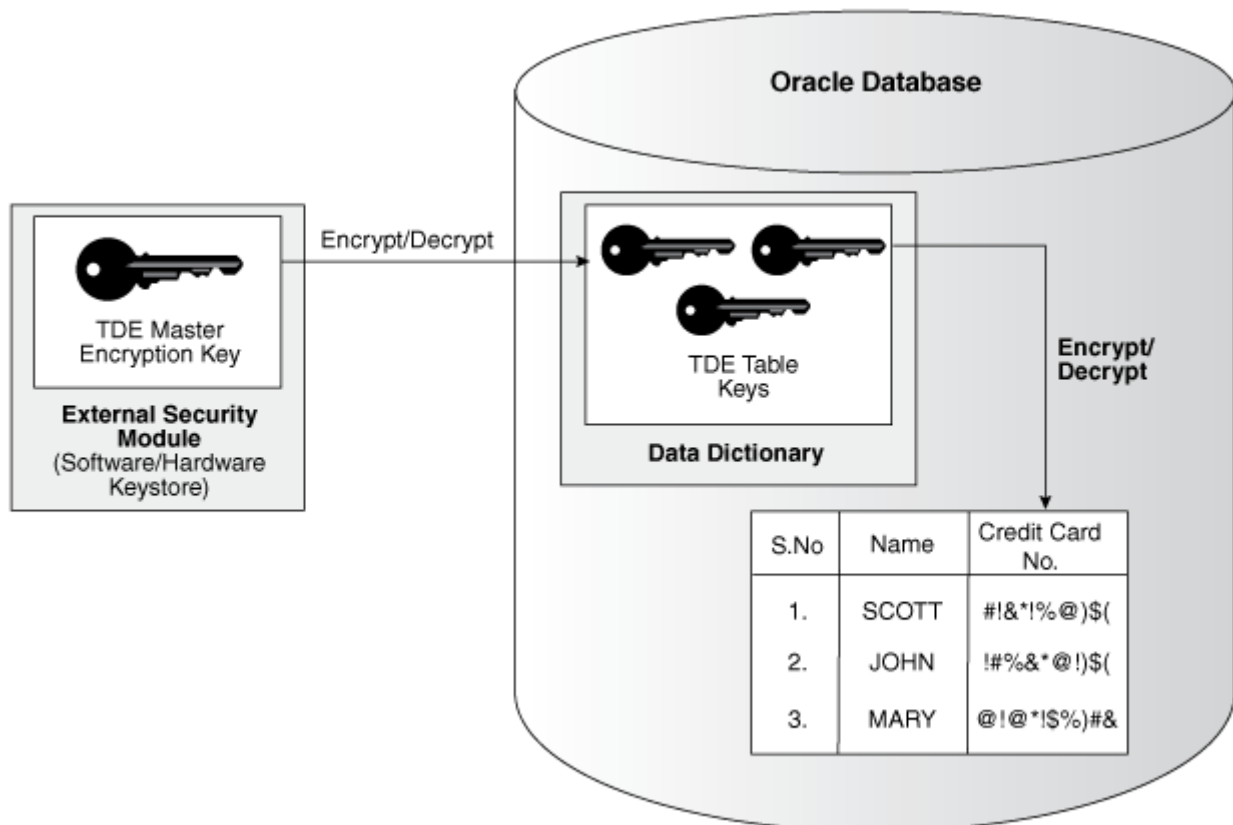 Oracle Database
TDE Master
Encryption Key
External Security
Module
(Software/Hardware
Keystore)
Encrypt/Decrypt
TDE Table
Keys
Data Dictionary
Encrypt/
Decrypt
S.No Name Credit Card
No.
1. SCOTT #!&*!%@)$(
2. JOHN !#%&*@!)$(
3. MARY @!@*!$%)#&